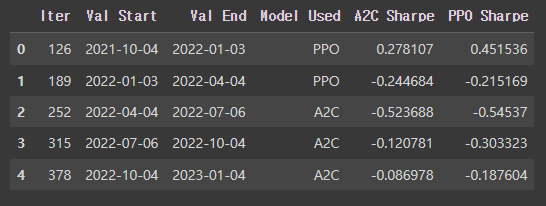 Iter Val Start Val End Model Used A2C Sharpe PPO Sharpe
0 126 2021-10-04 2022-01-03 PPO 0.278107 0.451536
1 189 2022-01-03 2022-04-04 PPO -0.244684 -0.215169
2 252 2022-04-04 2022-07-06 A2C -0.523688 -0.54537
3 315 2022-07-06 2022-10-04 A2C -0.120781 -0.303323
4 378 2022-10-04 2023-01-04 A2C -0.086978 -0.187604